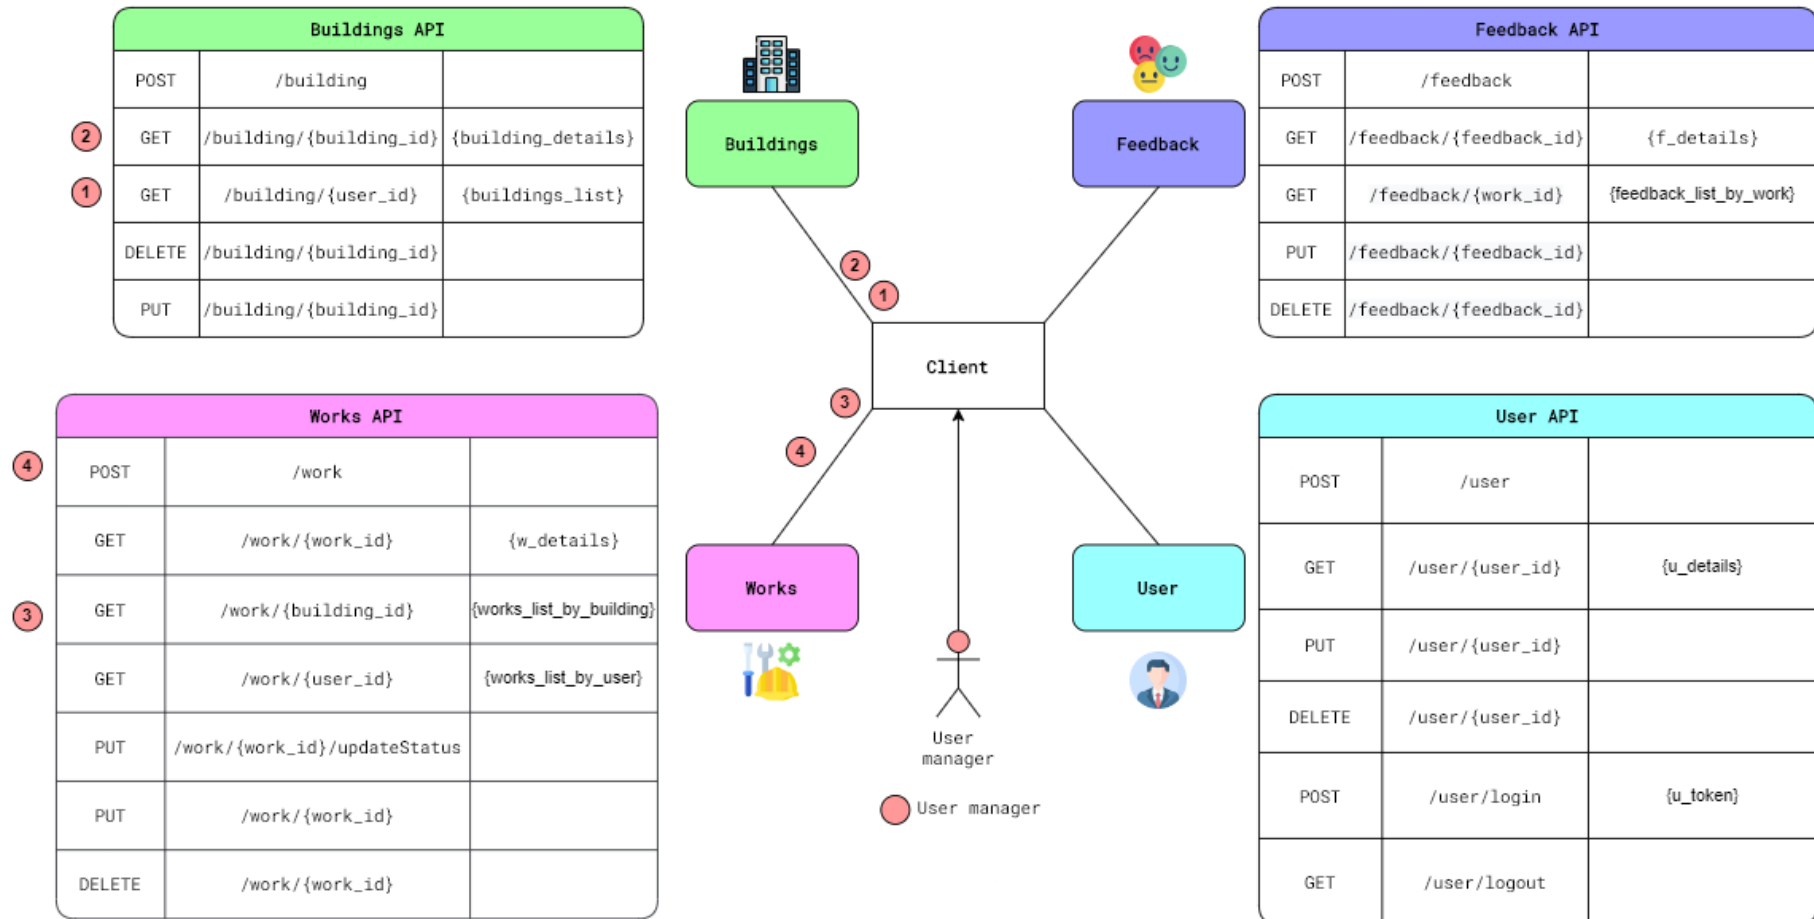 Buildings API
POST /building
2 GET /building/{building_id} {building_details}
1 GET /building/{user_id} {buildings_list}
DELETE /building/{building_id}
PUT /building/{building_id}
Buildings
Feedback
Feedback API
POST /feedback
GET /feedback/{feedback_id} {f_details}
GET /feedback/{work_id} {feedback_list_by_work}
PUT /feedback/{feedback_id}
DELETE /feedback/{feedback_id}
2
1
Client
3
4
Works API
4 POST /work
GET /work/{work_id} {w_details}
3 GET /work/{building_id} {works_list_by_building}
GET /work/{user_id} {works_list_by_user}
PUT /work/{work_id}/updateStatus
PUT /work/{work_id}
DELETE /work/{work_id}
Works
User
User
manager
User manager
User API
POST /user
GET /user/{user_id} {u_details}
PUT /user/{user_id}
DELETE /user/{user_id}
POST /user/login {u_token}
GET /user/logout